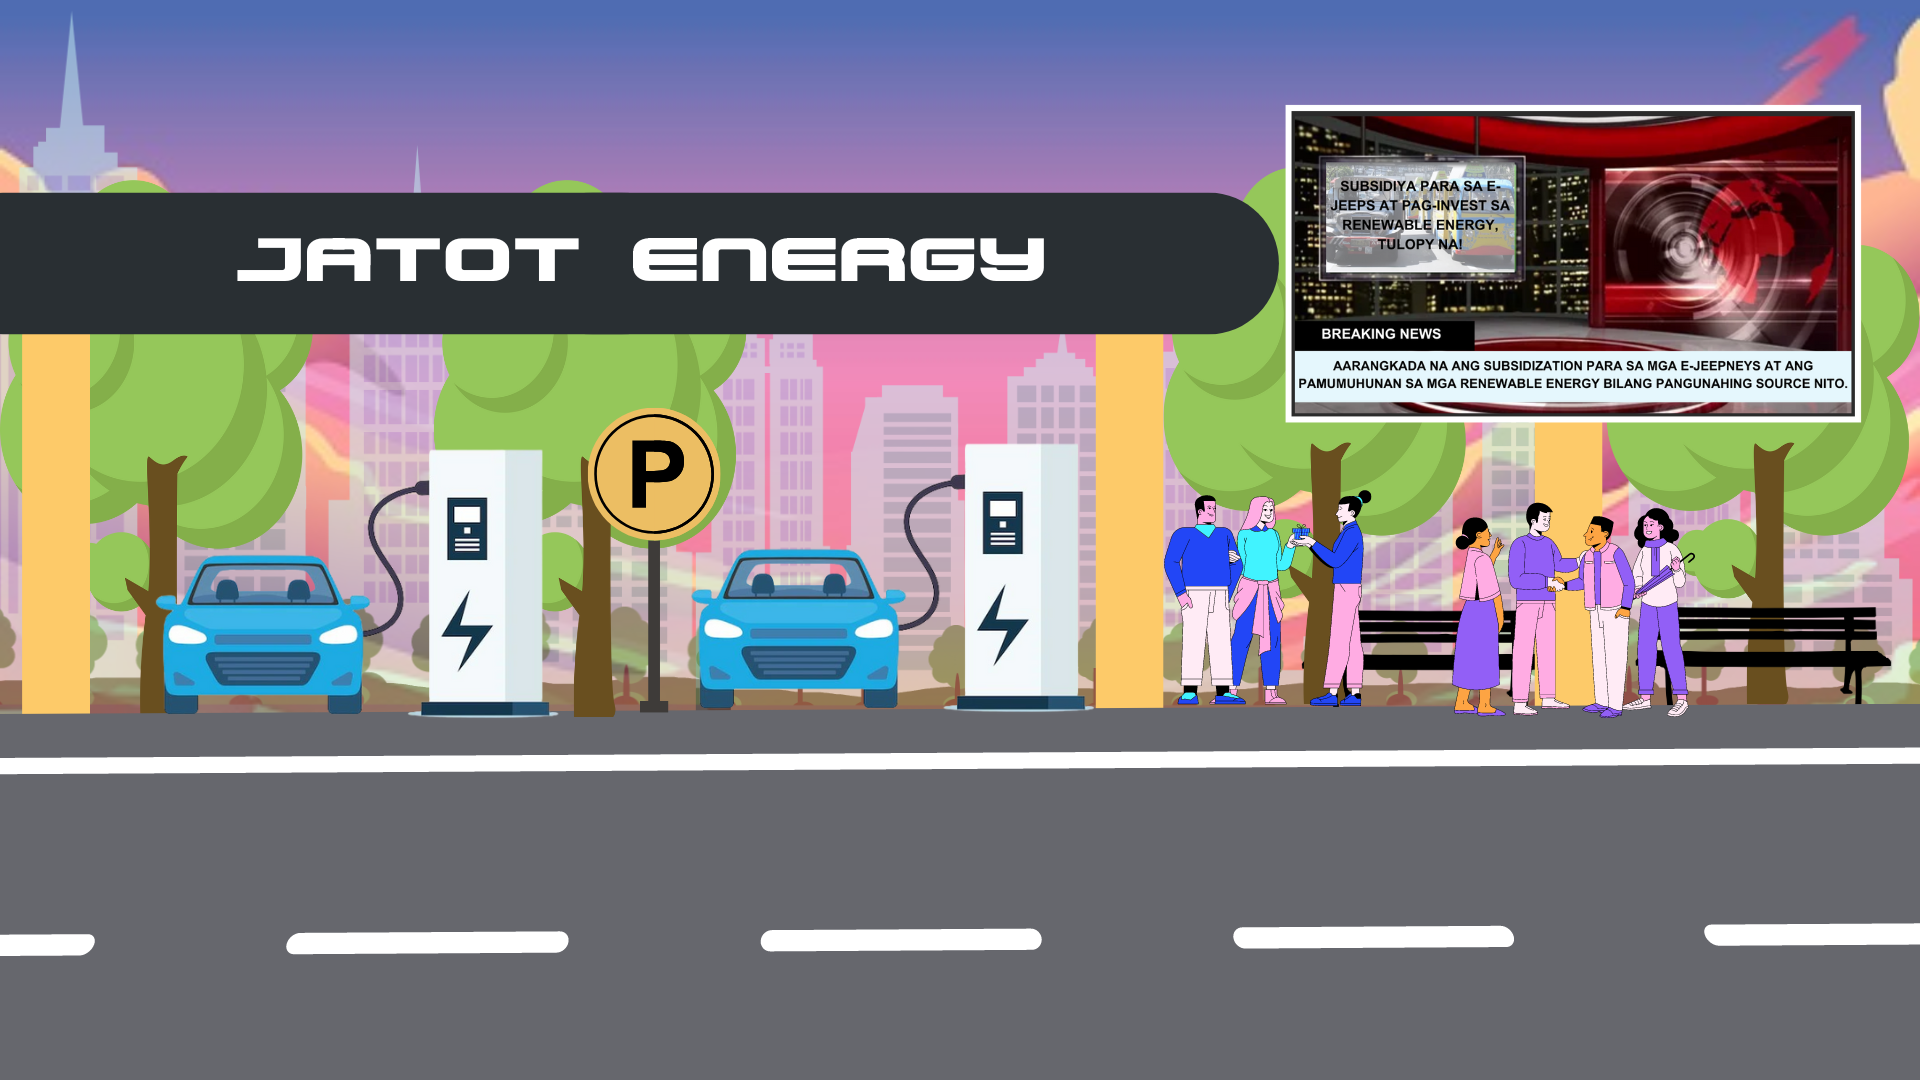 JATOT ENERGY
P
SUBSIDIYA PARA SA E-
JEEPS AT PAG-INVEST SA
RENEWABLE ENERGY,
TULOPY NA!
BREAKING NEWS
AARANGKADA NA ANG SUBSIDIZATION PARA SA MGA E-JEEPNEYS AT ANG
PAMUMUHUNAN SA MGA RENEWABLE ENERGY BILANG PANGUNAHING SOURCE NITO.